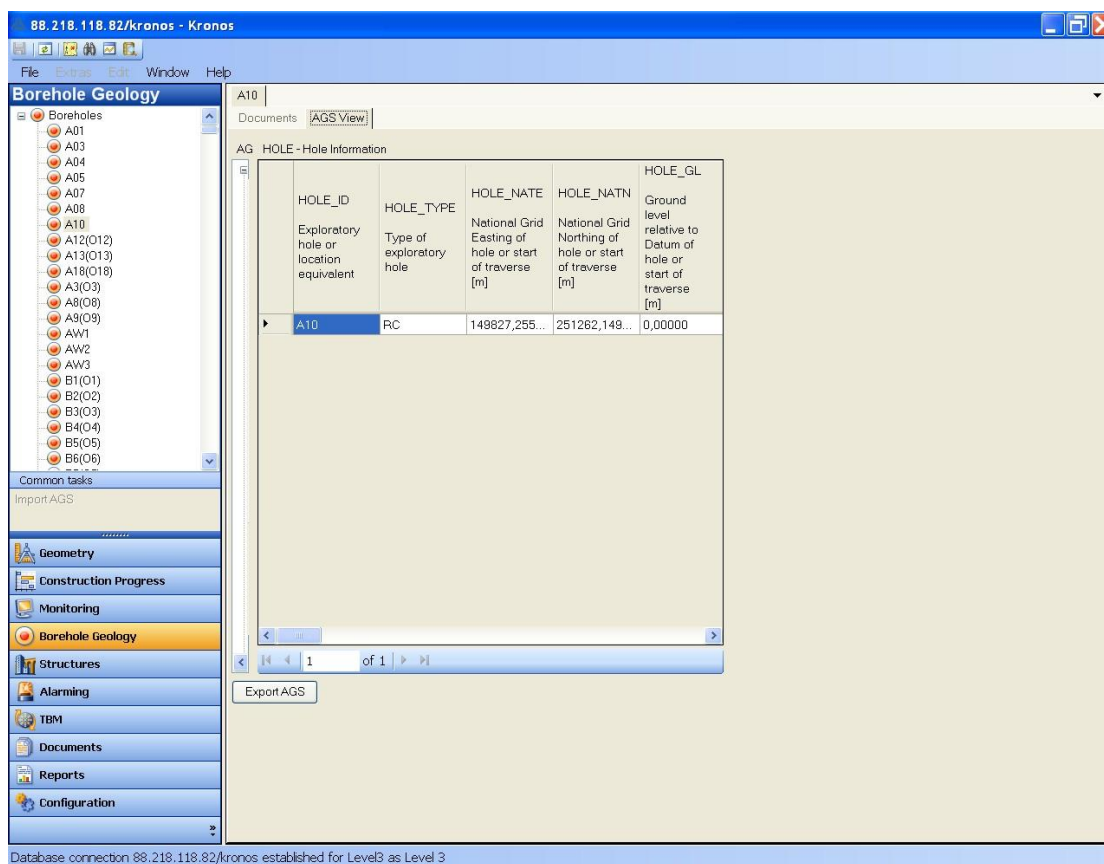 88.218.118.82/kronos - Kronos
File Extras Edit Window Help
Borehole Geology
Boreholes
A01
A03
A04
A05
A07
A08
A10
A12(O12)
A13(O13)
A18(O18)
A3(O3)
A8(O8)
A9(O9)
AW1
AW2
AW3
B1(O1)
B2(O2)
B3(O3)
B4(O4)
B5(O5)
B6(O6)
Common tasks
Import AGS
Geometry
Construction Progress
Monitoring
Borehole Geology
Structures
Alarming
TBM
Documents
Reports
Configuration
A10
Documents AGS View
AG HOLE - Hole Information
HOLE_ID
Exploratory
hole or
location
equivalent
HOLE_TYPE
Type of
exploratory
hole
HOLE_NATE
National Grid
Easting of
hole or start
of traverse
[m]
HOLE_NATN
National Grid
Northing of
hole or start
of traverse
[m]
HOLE_GL
Ground
level
relative to
Datum of
hole or
start of
traverse
[m]
A10 RC 149827,255... 251262,149... 0,00000
1 of 1
Export AGS
Database connection 88.218.118.82/kronos established for Level3 as Level 3